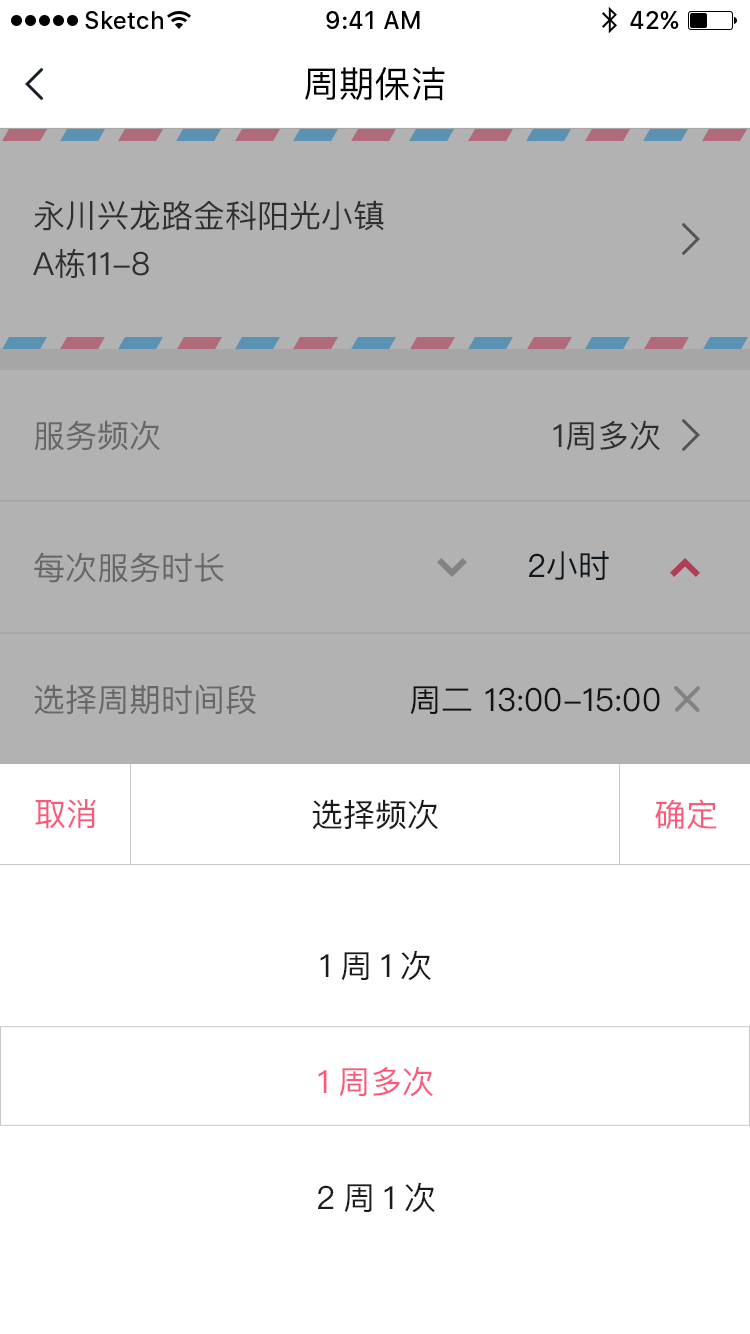 Sketch 9:41 AM 42%
周期保洁
永川兴龙路金科阳光小镇
A栋11-8
服务频次 1周多次
每次服务时长 2小时
选择周期时间段 周二 13:00-15:00
取消 选择频次 确定
1周1次
1周多次
2周1次